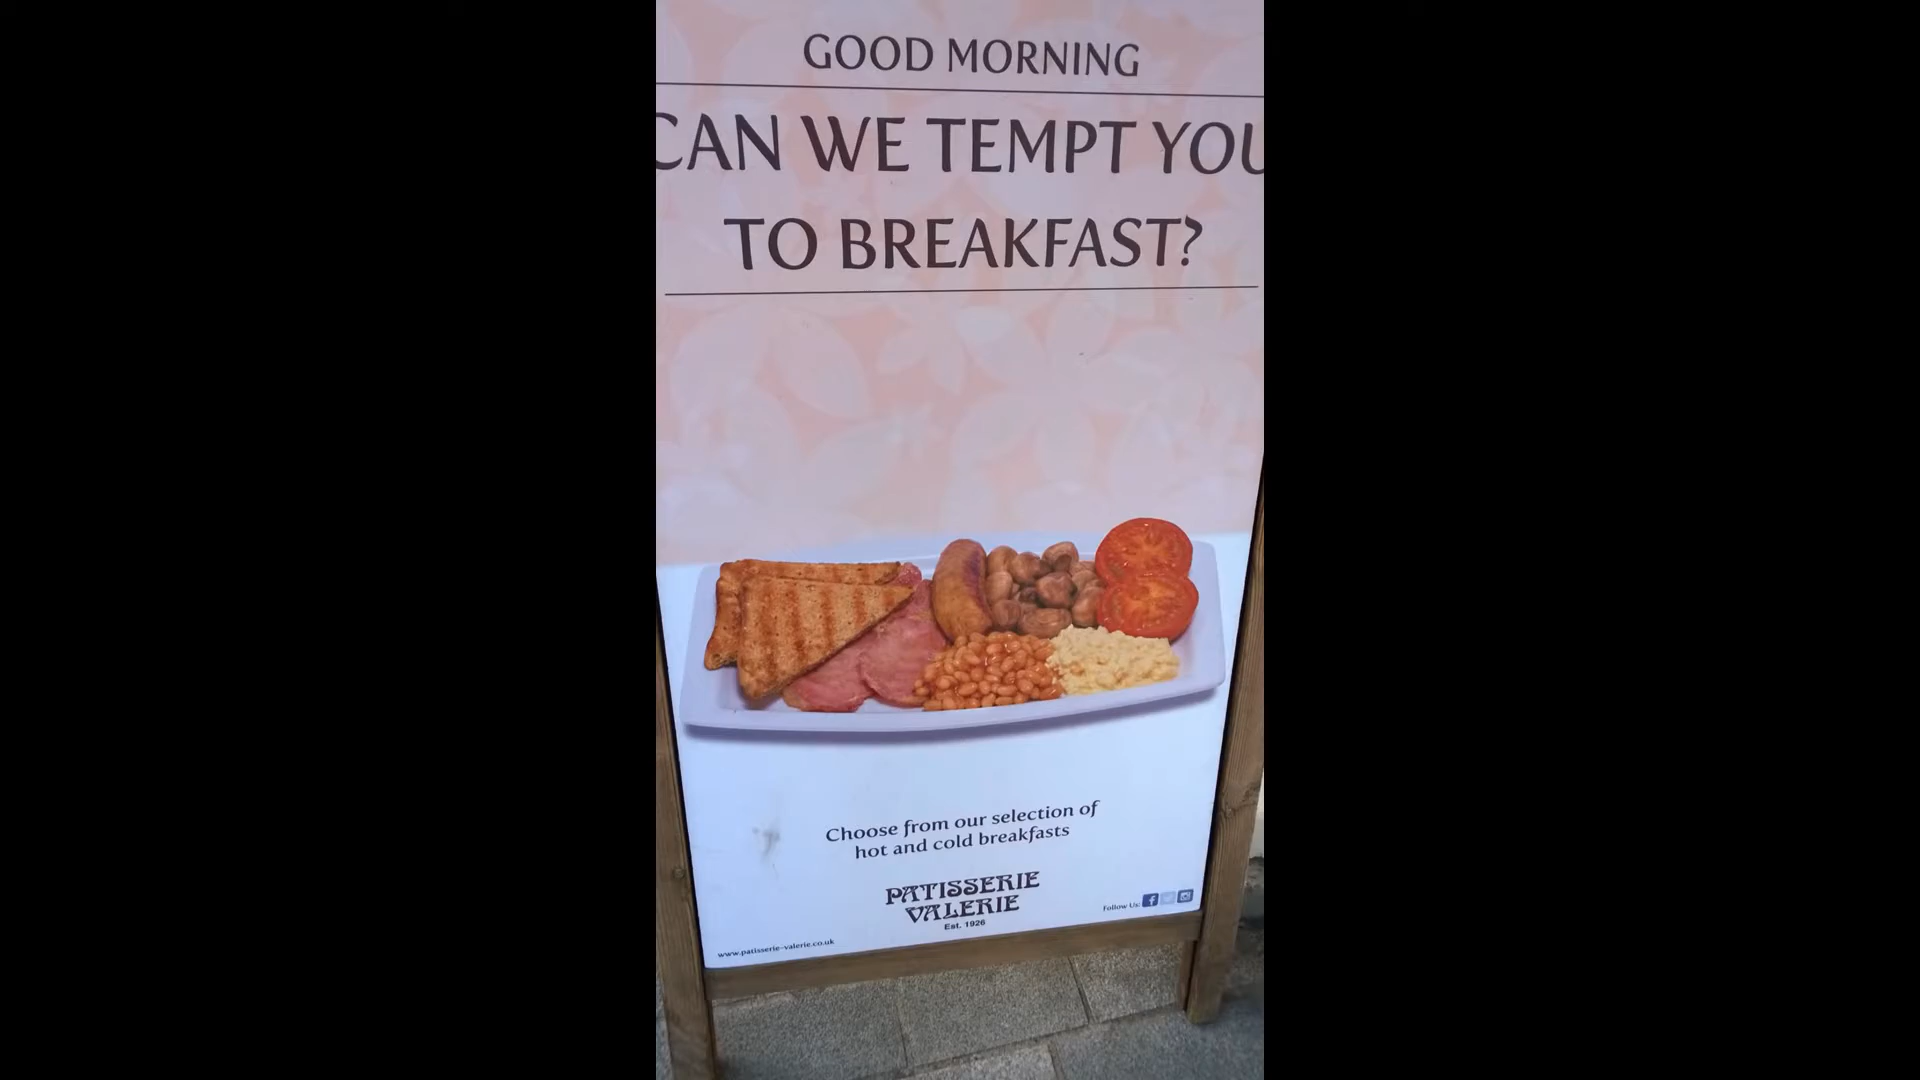 GOOD MORNING
CAN WE TEMPT YOU
TO BREAKFAST?
Choose from our selection of
hot and cold breakfasts
PATISSERIE
VALERIE
Est. 1926
Follow Us:
www.patisserie-valerie.co.uk